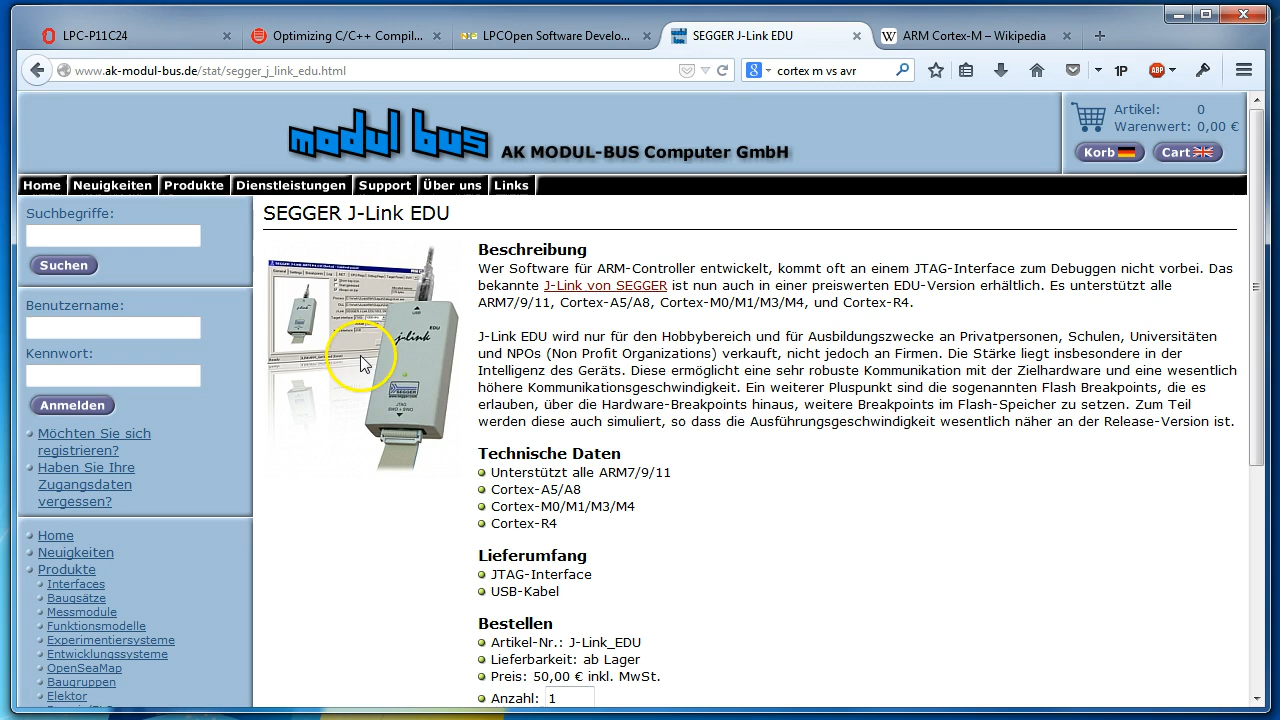 LPC-P11C24
Optimizing C/C++ Compil...
LPCOpen Software Develo...
SEGGER J-Link EDU
ARM Cortex-M – Wikipedia
www.ak-modul-bus.de/stat/segger_j_link_edu.html
cortex m vs avr
1P
ABP
modul bus
AK MODUL-BUS Computer GmbH
Artikel: 0
Warenwert: 0,00 €
Korb
Cart
Home
Neuigkeiten
Produkte
Dienstleistungen
Support
Über uns
Links
Suchbegriffe:
Suchen
Benutzername:
Kennwort:
Anmelden
Möchten Sie sich
registrieren?
Haben Sie Ihre
Zugangsdaten
vergessen?
Home
Neuigkeiten
Produkte
Interfaces
Bausätze
Messmodule
Funktionsmodelle
Experimentiersysteme
Entwicklungssysteme
OpenSeaMap
Baugruppen
Elektor
SEGGER J-Link EDU
USB
EDU
J-Link
SEGGER
JTAG
Beschreibung
Wer Software für ARM-Controller entwickelt, kommt of an einem JTAG-Interface zum Debuggen nicht vorbei. Das
bekannte J-Link von SEGGER ist nun auch in einer preiswerten EDU-Version erhältlich. Es unterstützt alle
ARM7/9/11, Cortex-A5/A8, Cortex-M0/M1/M3/M4, und Cortex-R4.
J-Link EDU wird nur für den Hobbybereich und für Ausbildungszwecke an Privatpersonen, Schulen, Universitäten
und NPOs (Non Profit Organization) verkauft, nicht jedoch an Firmen. Die Stärke liegt insbesondere in der
Intelligenz des Geräts. Diese ermöglicht eine sehr robuste Kommunikation mit der Zielhardware und eine wesentlich
höhere Kommunikationsgeschwindigkeit. Ein weiterer Pluspunkt sind die sogenannten Flash Breakpoints, die es
erlauben, über die Hardware-Breakpoints hinaus, weitere Breakpoints im Flash-Speicher zu setzen. Zum Teil
werden diese auch simuliert, so dass die Ausführungsgeschwindigkeit wesentlich näher an der Release-Version ist.
Technische Daten
Unterstützt alle ARM7/9/11
Cortex-A5/A8
Cortex-M0/M1/M3/M4
Cortex-R4
Lieferumfang
JTAG-Interface
USB-Kabel
Bestellen
Artikel-Nr.: J-Link_EDU
Lieferbarkeit: ab Lager
Preis: 50,00 € inkl. MwSt.
Anzahl: 1